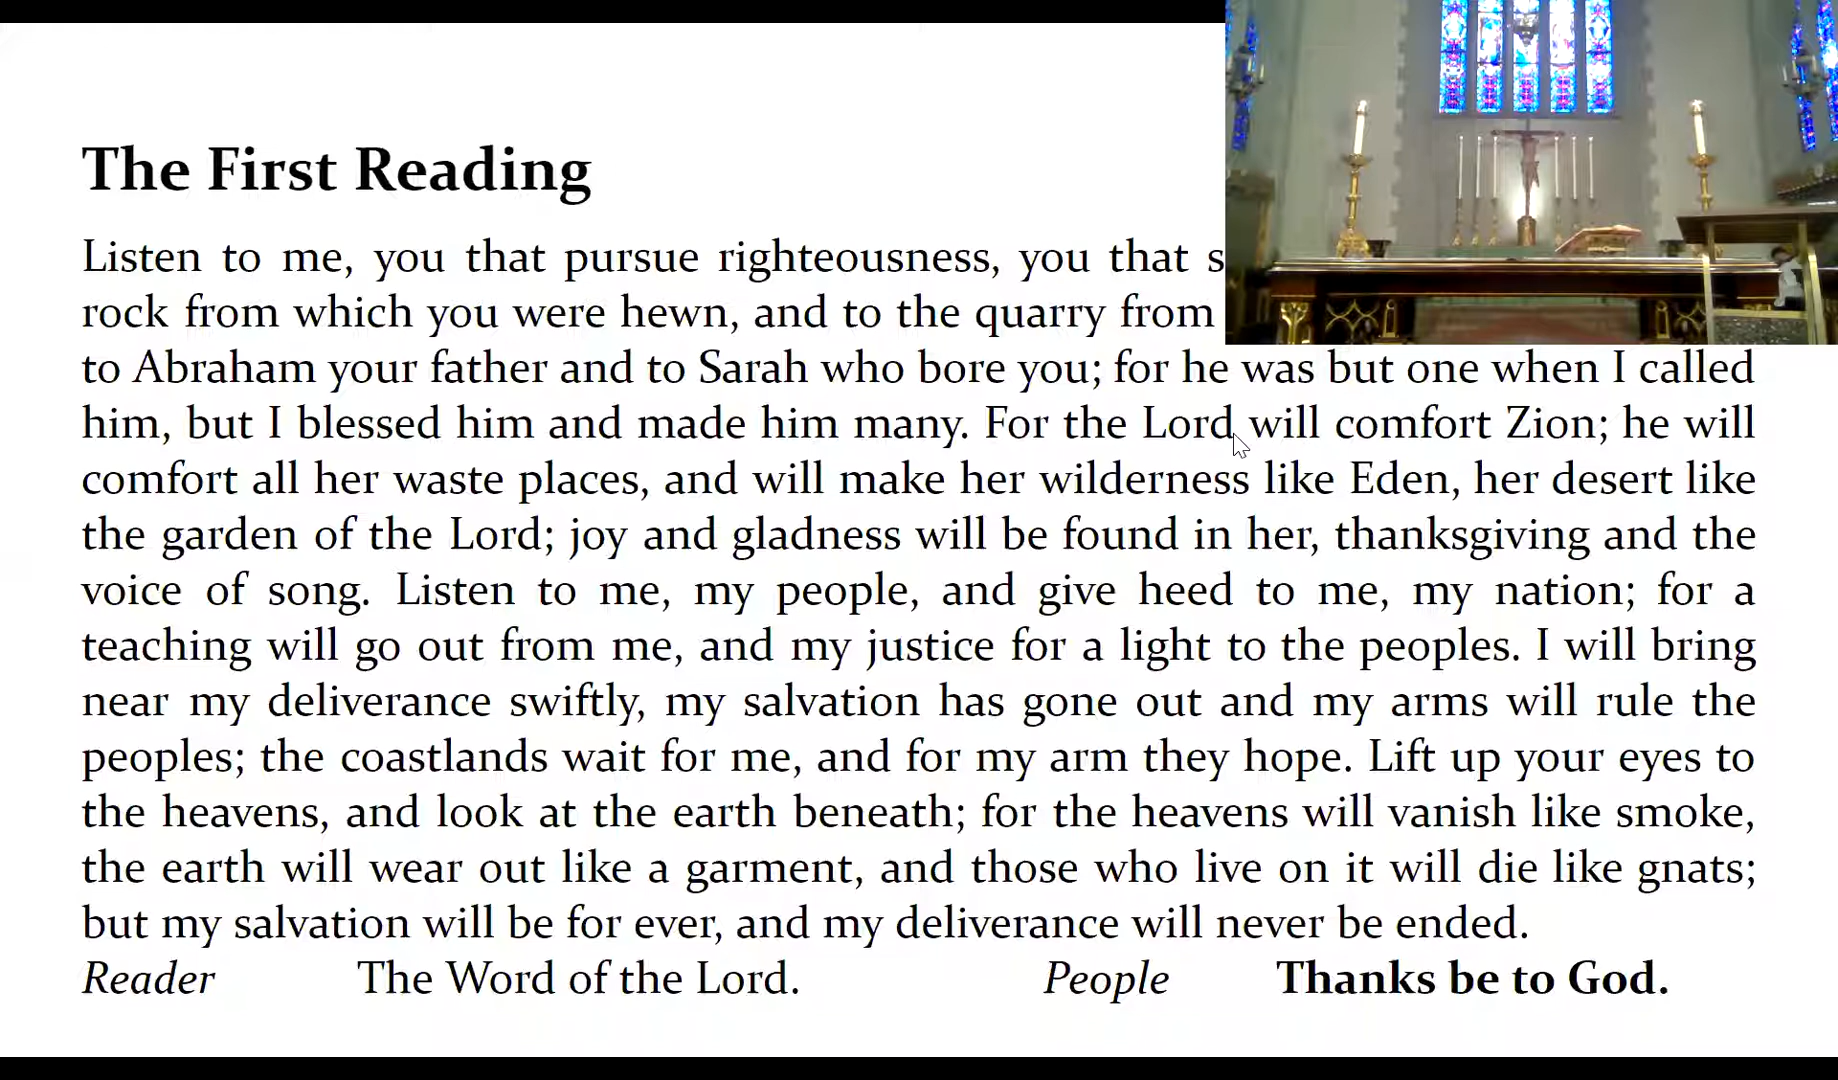 The First Reading
Listen to me, you that pursue righteousness, you that
rock from which you were hewn, and to the quarry from
to Abraham your father and to Sarah who bore you; for he was but one when I called
him, but I blessed him and made him many. For the Lord will comfort Zion; he will
comfort all her waste places, and will make her wilderness like Eden, her desert like
the garden of the Lord; joy and gladness will be found in her, thanksgiving and the
voice of song. Listen to me, my people, and give heed to me, my nation; for a
teaching will go out from me, and my justice for a light to the peoples. I will bring
near my deliverance swiftly, my salvation has gone out and my arms will rule the
peoples; the coastlands wait for me, and for my arm they hope. Lift up your eyes to
the heavens, and look at the earth beneath; for the heavens will vanish like smoke,
the earth will wear out like a garment, and those who live on it will die like gnats;
but my salvation will be for ever, and my deliverance will never be ended.
Reader The Word of the Lord. People Thanks be to God.